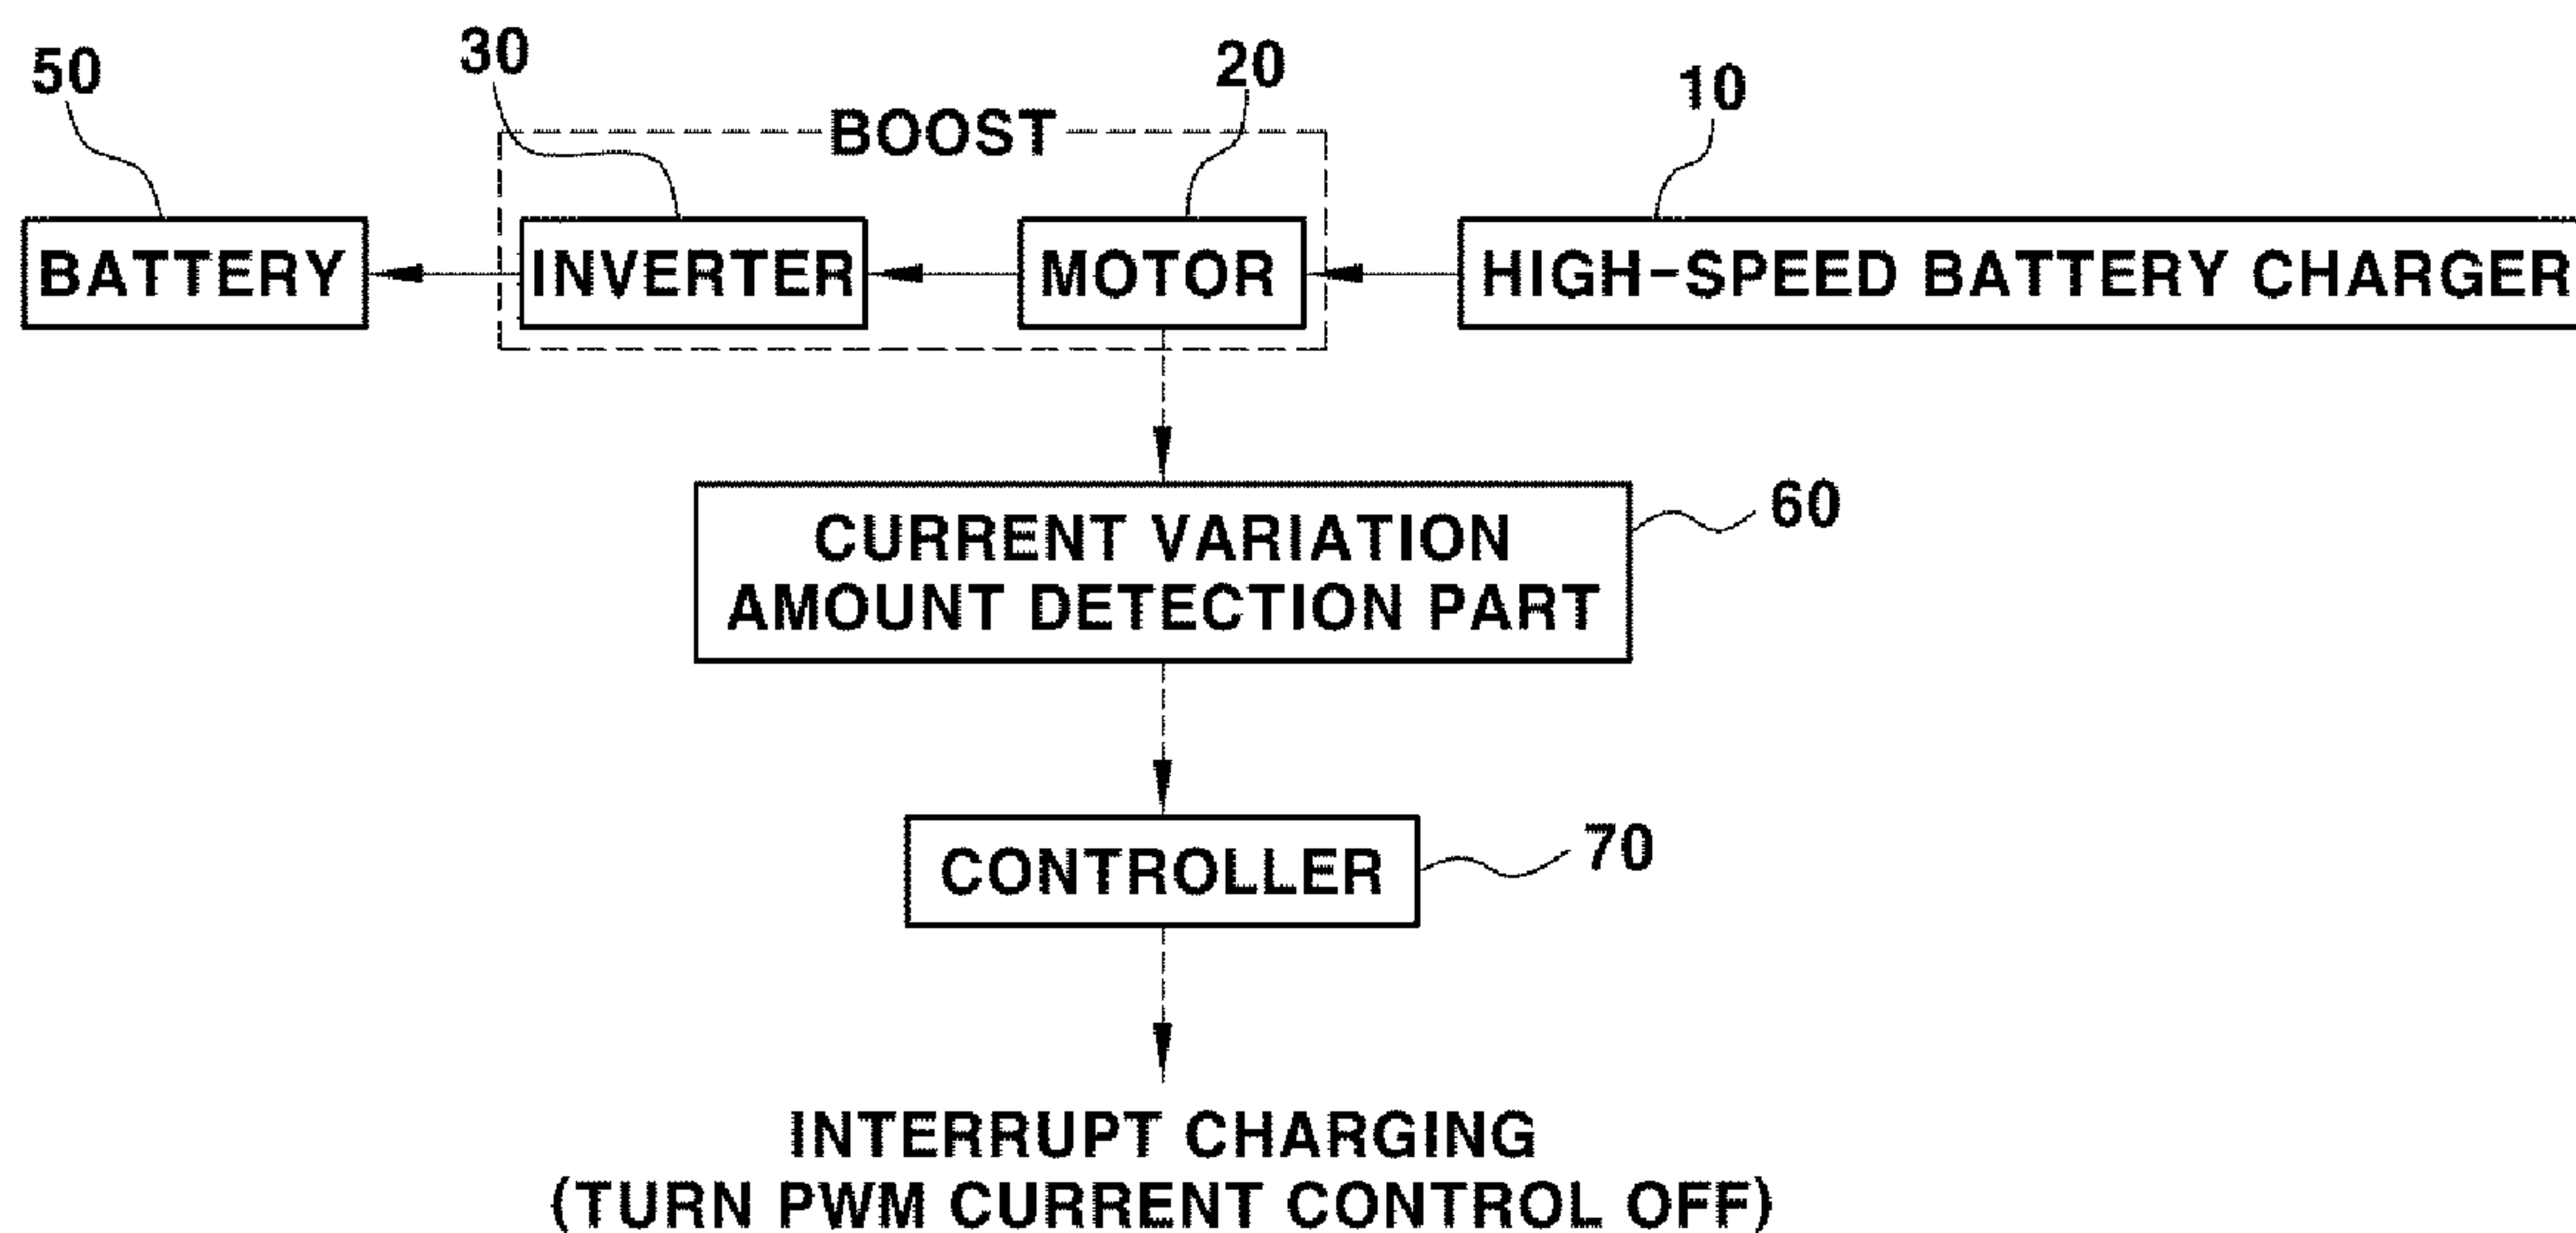 50
30
20
10
BOOST
BATTERY
INVERTER
MOTOR
HIGH-SPEED BATTERY CHARGER
CURRENT VARIATION
AMOUNT DETECTION PART
60
CONTROLLER
70
INTERRUPT CHARGING
(TURN PWM CURRENT CONTROL OFF)